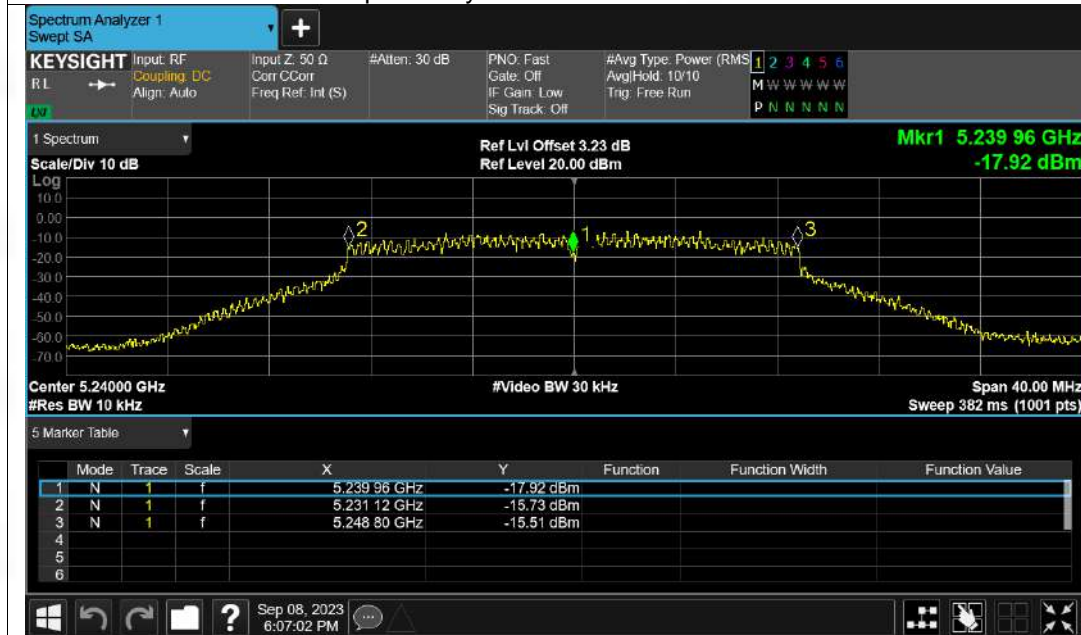 Spectrum Analyzer 1
Swept SA
+
KEYSIGHT
RL
LXI
Input: RF
Coupling: DC
Align: Auto
Input Z: 50 Ω
Corr CCorr
Freq Ref: Int (S)
#Atten: 30 dB
PNO: Fast
Gate: Off
IF Gain: Low
Sig Track: Off
#Avg Type: Power (RMS
Avg|Hold: 10/10
Trig: Free Run
1 2 3 4 5 6
M W W W W W
P N N N N N
1 Spectrum
Scale/Div 10 dB
Ref Lvl Offset 3.23 dB
Ref Level 20.00 dBm
Mkr1 5.239 96 GHz
-17.92 dBm
Log
10.0
0.00
-10.0
-20.0
-30.0
-40.0
-50.0
-60.0
-70.0
2
1
3
Center 5.24000 GHz
#Video BW 30 kHz
Span 40.00 MHz
#Res BW 10 kHz
Sweep 382 ms (1001 pts)
5 Marker Table
Mode Trace Scale X Y Function Function Width Function Value
1 N 1 f 5.239 96 GHz -17.92 dBm
2 N 1 f 5.231 12 GHz -15.73 dBm
3 N 1 f 5.248 80 GHz -15.51 dBm
4
5
6
?
Sep 08, 2023
6:07:02 PM